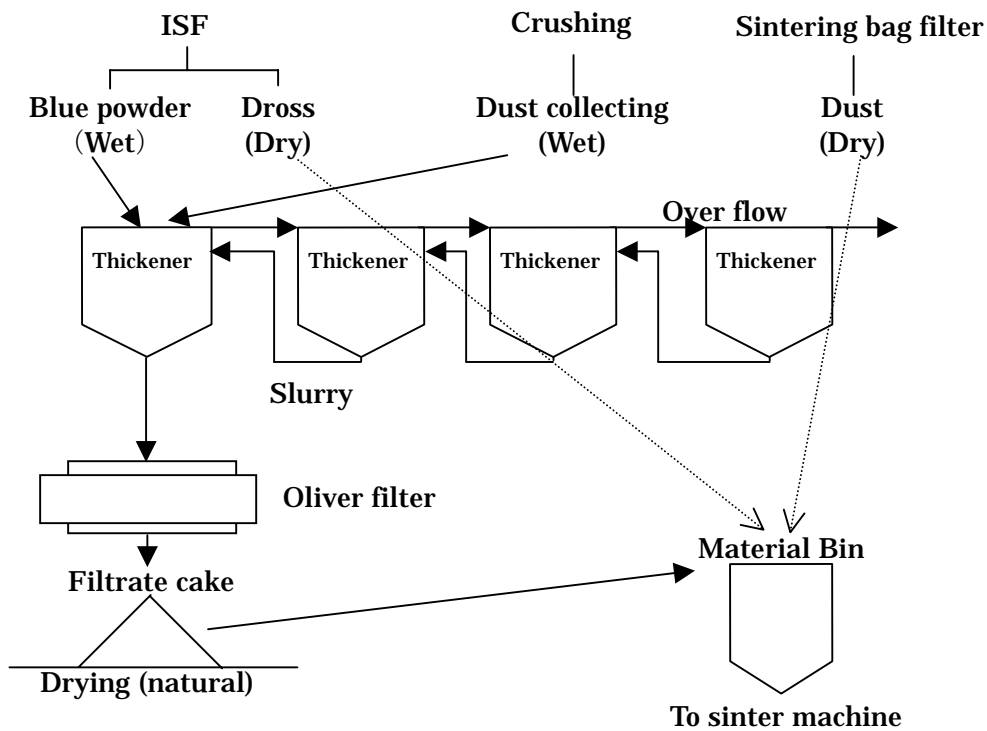 ISF
Crushing
Sintering bag filter
Blue powder
（Wet）
Dross
(Dry)
Dust collecting
(Wet)
Dust
(Dry)
Over flow
Thickener
Thickener
Thickener
Thickener
Slurry
Oliver filter
Material Bin
Filtrate cake
Drying (natural)
To sinter machine